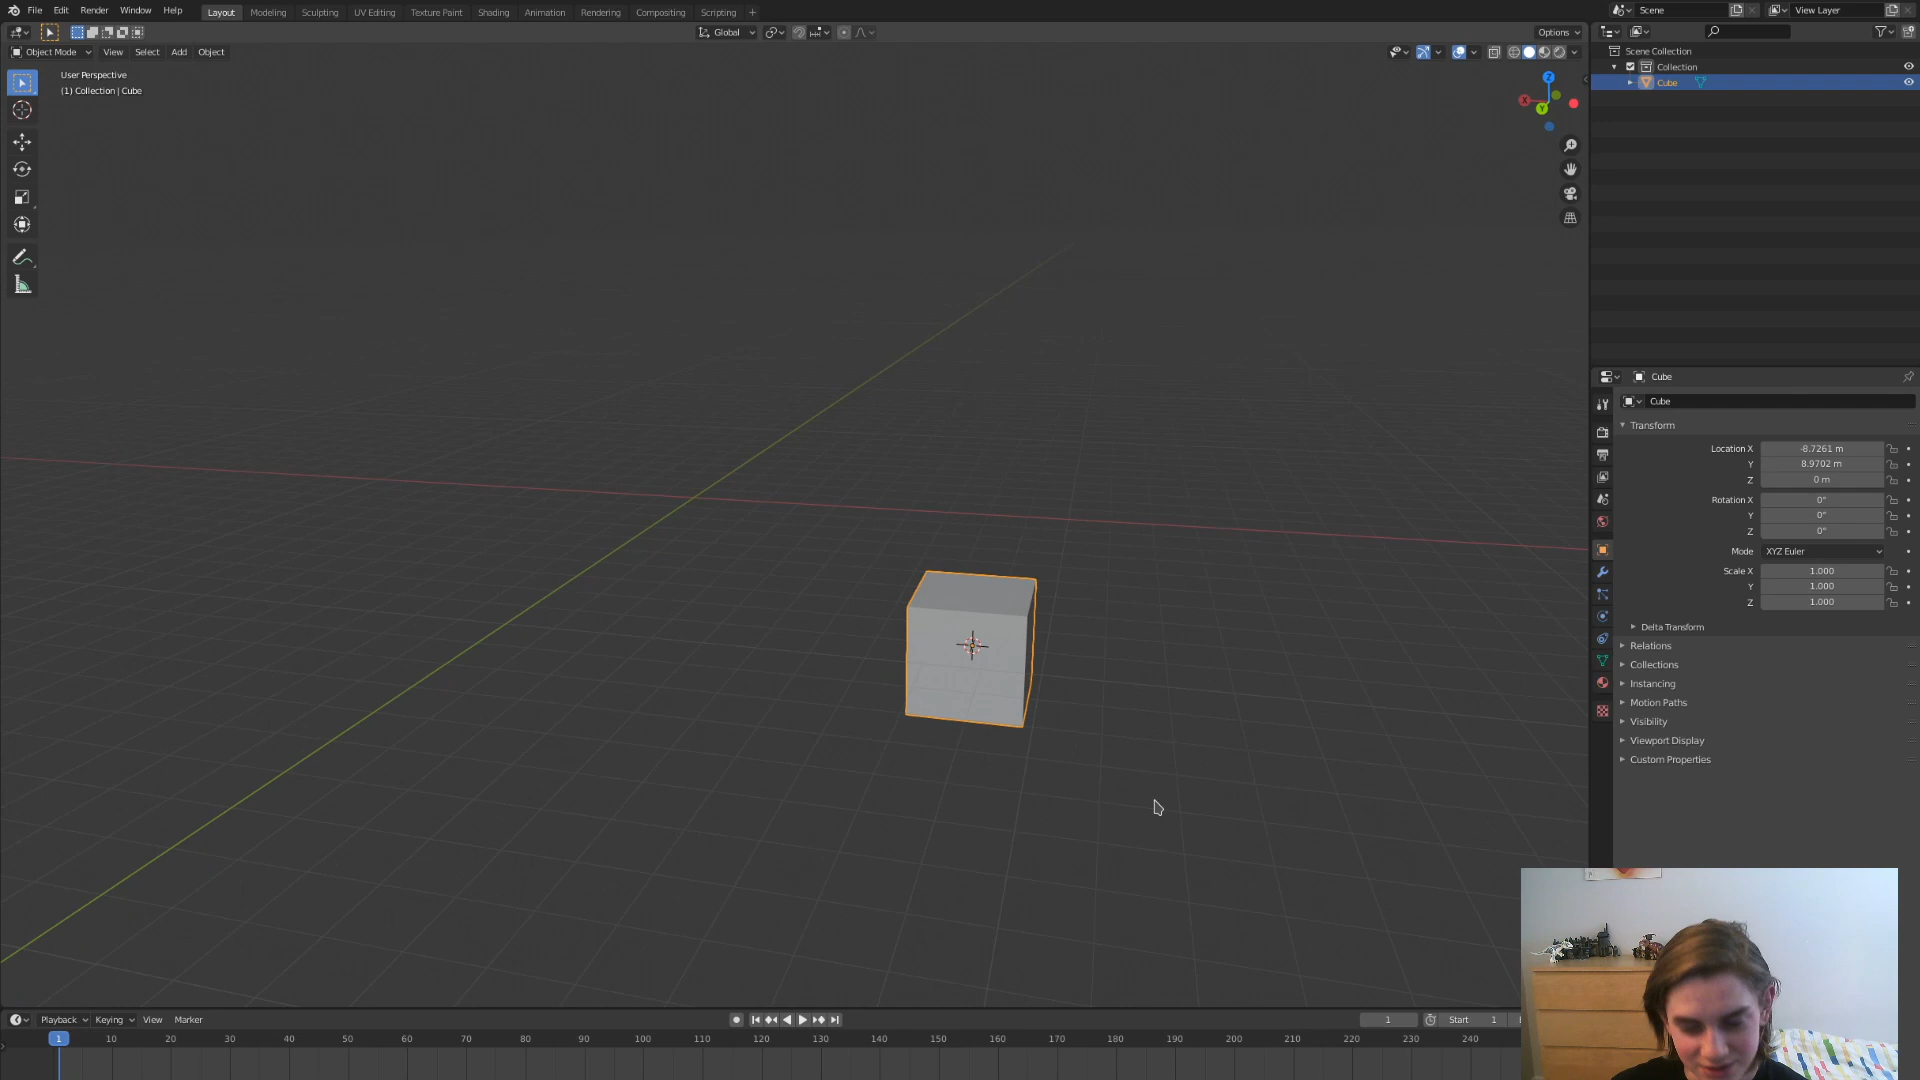 File Edit Render Window Help Layout Modeling Sculpting UV Editing Texture Paint Shading Animation Rendering Compositing Scripting + Scene View Layer
Global Options
Object Mode View Select Add Object
User Perspective
(1) Collection | Cube
Z
X
Y
Scene Collection
Collection
Cube
Cube
Cube
Transform
Location X -8.7261 m
Y 8.9702 m
Z 0 m
Rotation X 0°
Y 0°
Z 0°
Mode XYZ Euler
Scale X 1.000
Y 1.000
Z 1.000
Delta Transform
Relations
Collections
Instancing
Motion Paths
Visibility
Viewport Display
Custom Properties
Playback Keying View Marker 1 Start 1
1 10 20 30 40 50 60 70 80 90 100 110 120 130 140 150 160 170 180 190 200 210 220 230 240